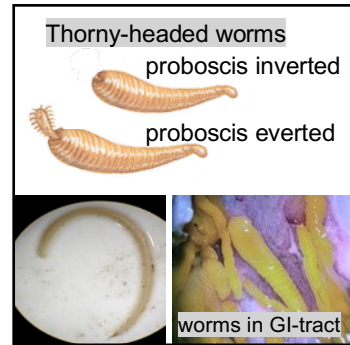 Thorny-headed worms
proboscis inverted
proboscis everted
worms in GI-tract